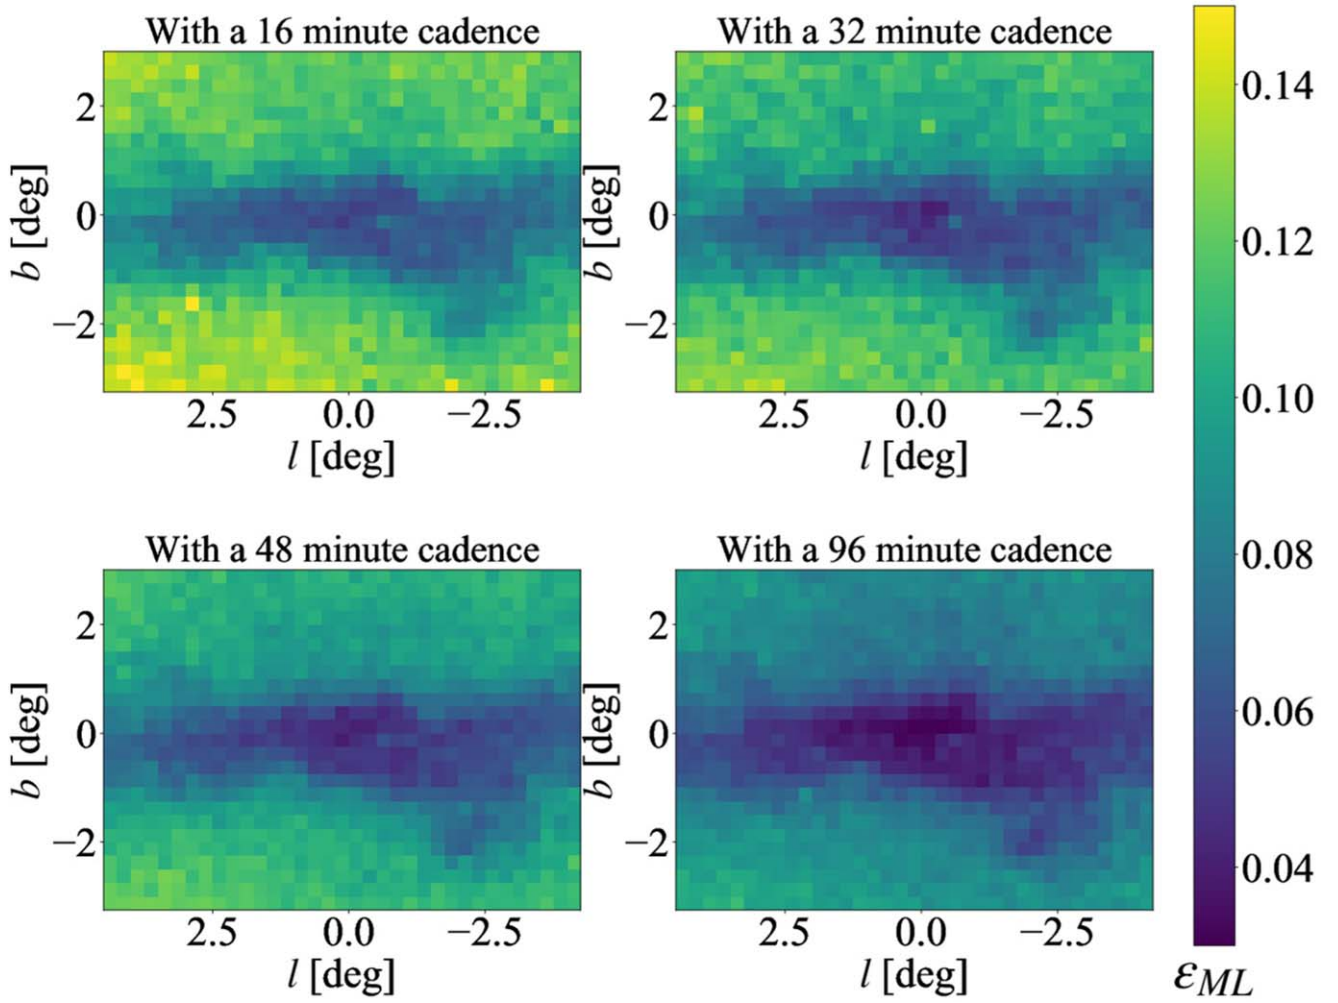 With a 16 minute cadence
With a 32 minute cadence
0.14
0.12
0.10
0.08
0.06
0.04
2
0
−2
b [deg]
2.5 0.0 −2.5
l [deg]
2
0
−2
b [deg]
2.5 0.0 −2.5
l [deg]
With a 48 minute cadence
With a 96 minute cadence
2
0
−2
b [deg]
2.5 0.0 −2.5
l [deg]
2
0
−2
b [deg]
2.5 0.0 −2.5
l [deg]
εML